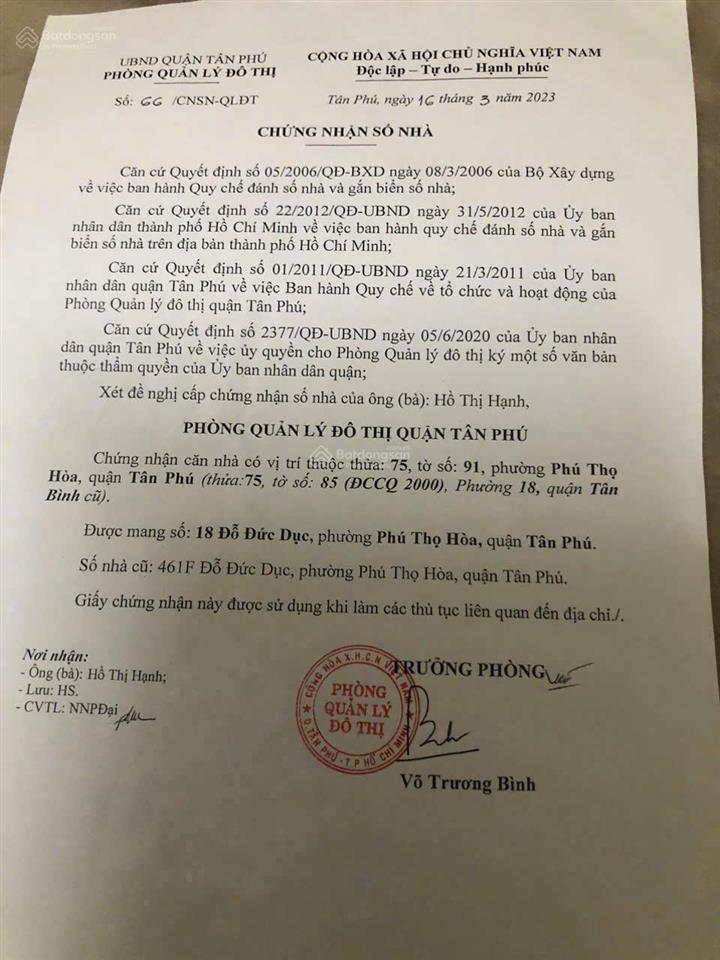 Batdongsan
UBND QUẬN TÂN PHÚ
PHÒNG QUẢN LÝ ĐÔ THỊ
CỘNG HÒA XÃ HỘI CHỦ NGHĨA VIỆT NAM
Độc lập – Tự do – Hạnh phúc
Số: 66 /CNSN-QLĐT
Tân Phú, ngày 16 tháng 3 năm 2023
CHỨNG NHẬN SỐ NHÀ
Căn cứ Quyết định số 05/2006/QĐ-BXD ngày 08/3/2006 của Bộ Xây dựng
về việc ban hành Quy chế đánh số nhà và gắn biển số nhà;
Căn cứ Quyết định số 22/2012/QĐ-UBND ngày 31/5/2012 của Ủy ban
nhân dân thành phố Hồ Chí Minh về việc ban hành quy chế đánh số nhà và gắn
biển số nhà trên địa bàn thành phố Hồ Chí Minh;
Căn cứ Quyết định số 01/2011/QĐ-UBND ngày 21/3/2011 của Ủy ban
nhân dân quận Tân Phú về việc Ban hành Quy chế về tổ chức và hoạt động của
Phòng Quản lý đô thị quận Tân Phú;
Căn cứ Quyết định số 2377/QĐ-UBND ngày 05/6/2020 của Ủy ban nhân
dân quận Tân Phú về việc ủy quyền cho Phòng Quản lý đô thị ký một số văn bản
thuộc thẩm quyền của Ủy ban nhân dân quận;
Xét đề nghị cấp chứng nhận số nhà của ông (bà): Hồ Thị Hạnh,
PHÒNG QUẢN LÝ ĐÔ THỊ QUẬN TÂN PHÚ
Batdongsan
Chứng nhận căn nhà có vị trí thuộc thửa: 75, tờ số: 91, phường Phú Thọ
Hòa, quận Tân Phú (thửa:75, tờ số: 85 (ĐCCQ 2000), Phường 18, quận Tân
Bình cũ).
Được mang số: 18 Đỗ Đức Dục, phường Phú Thọ Hòa, quận Tân Phú.
Số nhà cũ: 461F Đỗ Đức Dục, phường Phú Thọ Hòa, quận Tân Phú.
Giấy chứng nhận này được sử dụng khi làm các thủ tục liên quan đến địa chỉ./.
Nơi nhận:
- Ông (bà): Hồ Thị Hạnh;
- Lưu: HS.
- CVTL: NNPĐại
TRƯỞNG PHÒNG
CỘNG HÒA X.H.C.N VIỆT NAM
PHÒNG
QUẢN LÝ
ĐÔ THỊ
Q.TÂN PHÚ - T.P HỒ CHÍ MINH
Võ Trương Bình
Batdongsan